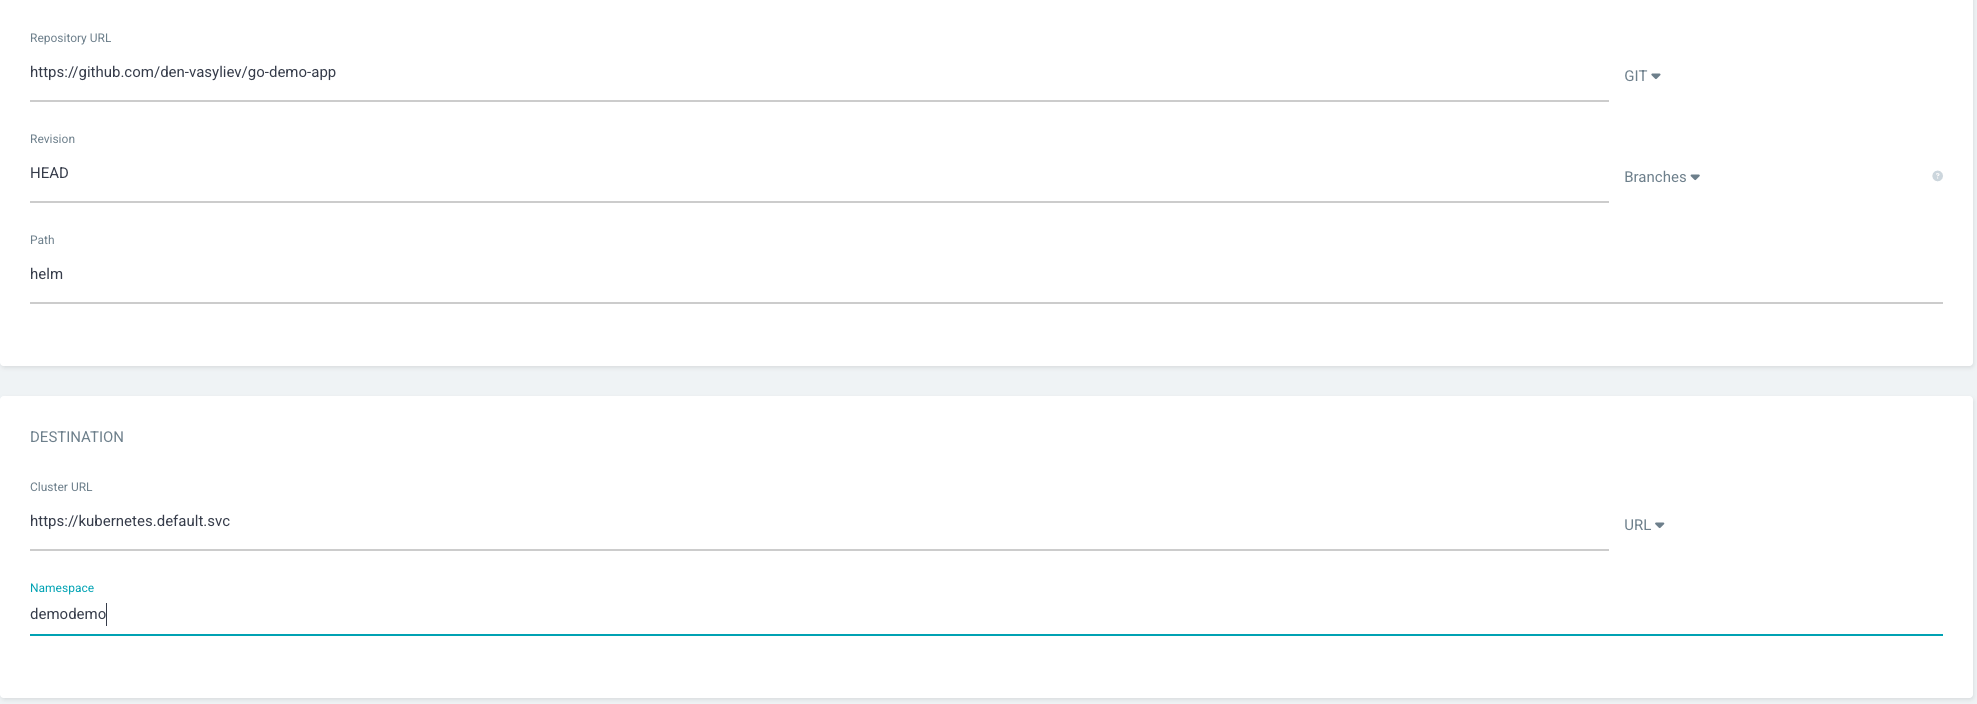 Repository URL
https://github.com/den-vasyliev/go-demo-app
GIT
Revision
HEAD
Branches
?
Path
helm
DESTINATION
Cluster URL
https://kubernetes.default.svc
URL
Namespace
demodemo